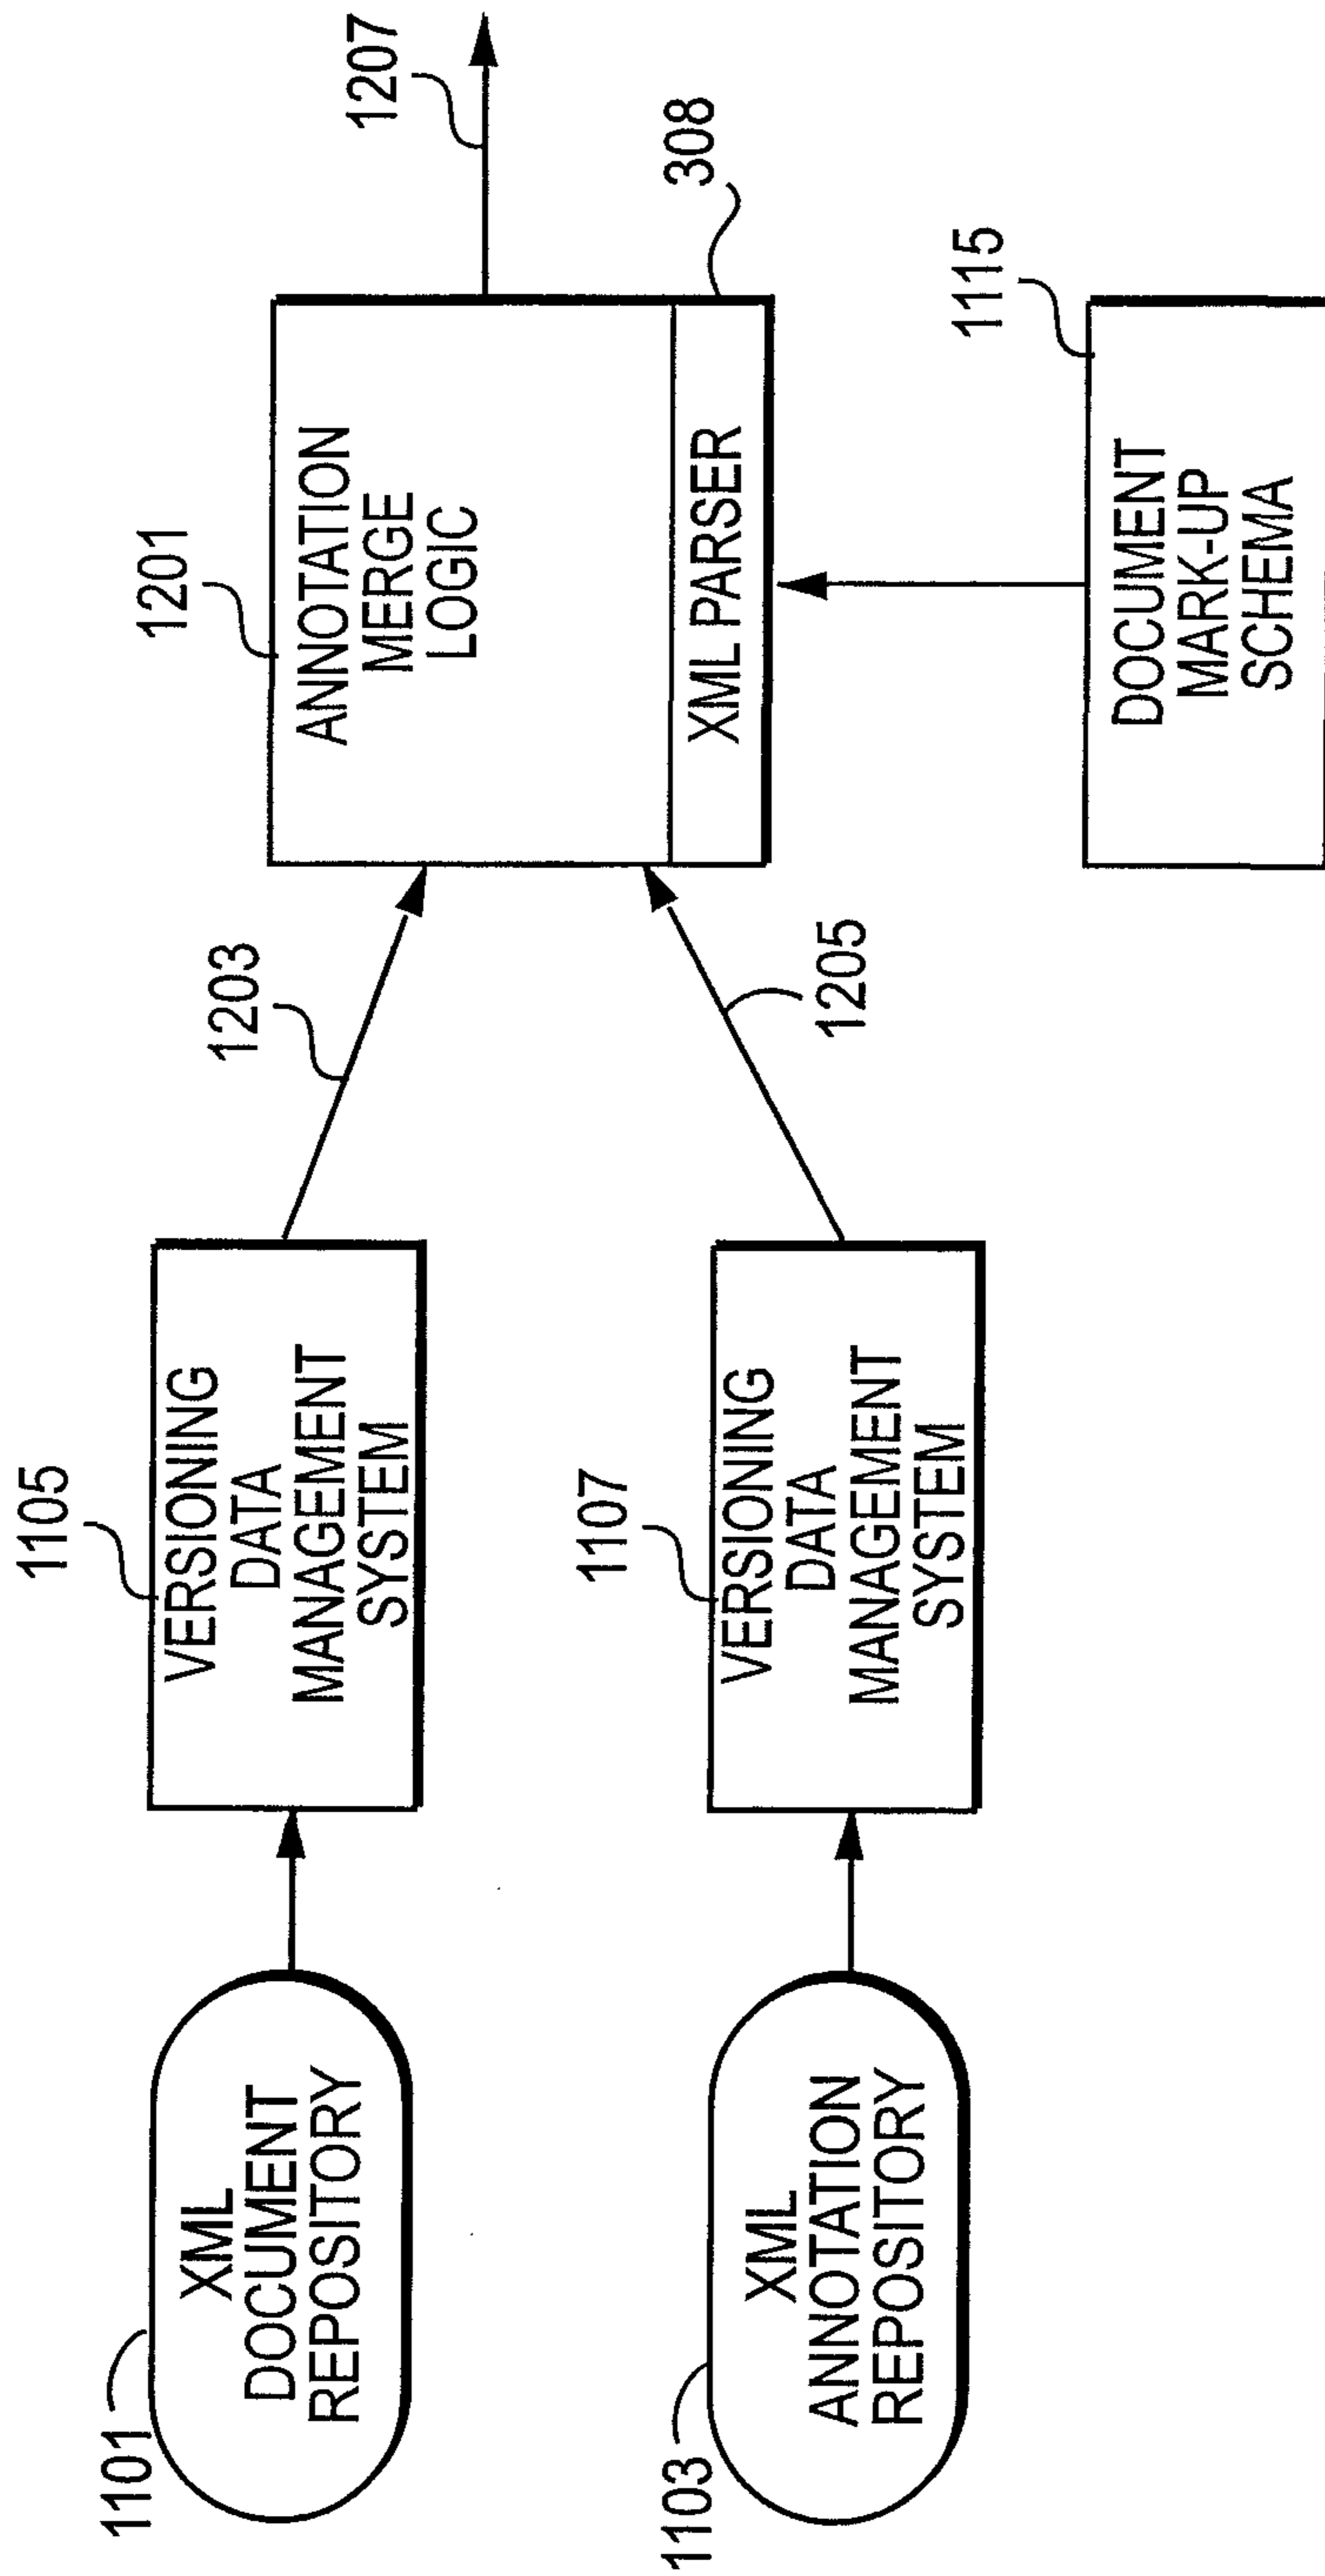 1101
XML
DOCUMENT
REPOSITORY
1105
VERSIONING
DATA
MANAGEMENT
SYSTEM
1203
1201
ANNOTATION
MERGE
LOGIC
XML PARSER
1207
308
1103
XML
ANNOTATION
REPOSITORY
1107
VERSIONING
DATA
MANAGEMENT
SYSTEM
1205
1115
DOCUMENT
MARK-UP
SCHEMA